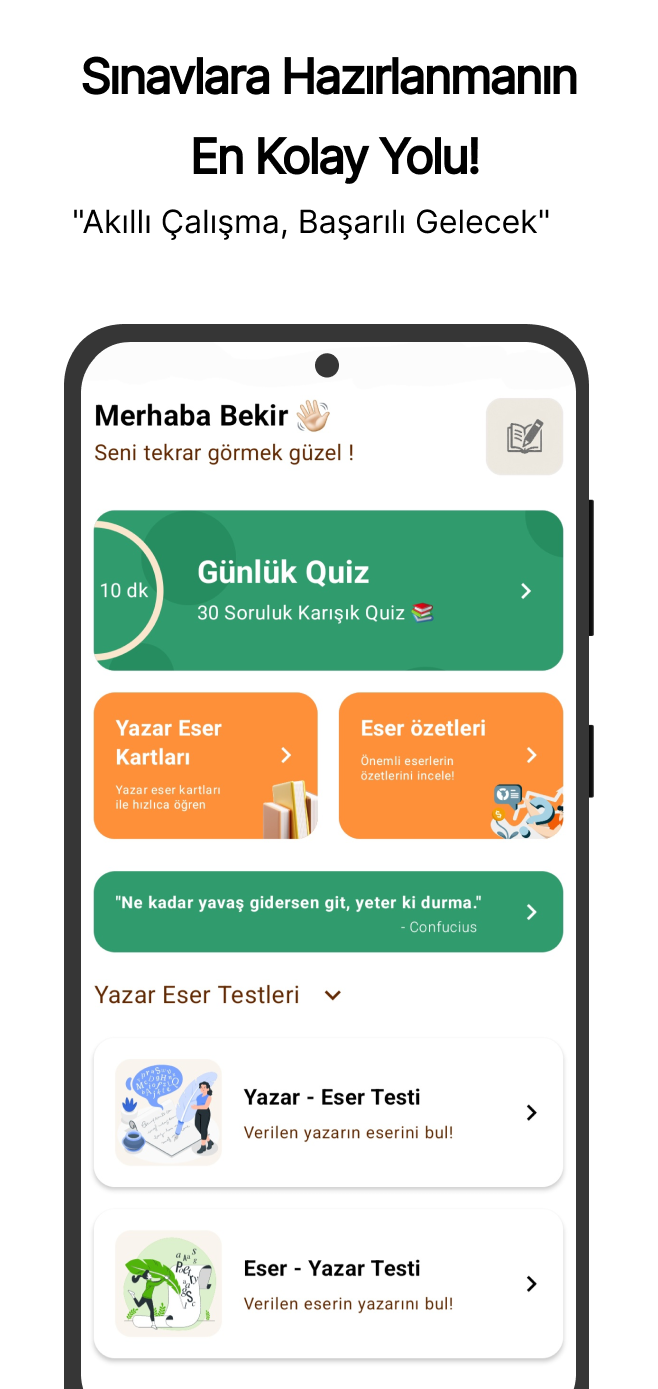 Sınavlara Hazırlanmanın
En Kolay Yolu!
"Akıllı Çalışma, Başarılı Gelecek"
Merhaba Bekir 👋🏻
Seni tekrar görmek güzel !
10 dk
Günlük Quiz
30 Soruluk Karışık Quiz 📚
Yazar Eser
Kartları
Yazar eser kartları
ile hızlıca öğren
Eser özetleri
Önemli eserlerin
özetlerini incele!
"Ne kadar yavaş gidersen git, yeter ki durma."
- Confucius
Yazar Eser Testleri
Yazar - Eser Testi
Verilen yazarın eserini bul!
Eser - Yazar Testi
Verilen eserin yazarını bul!